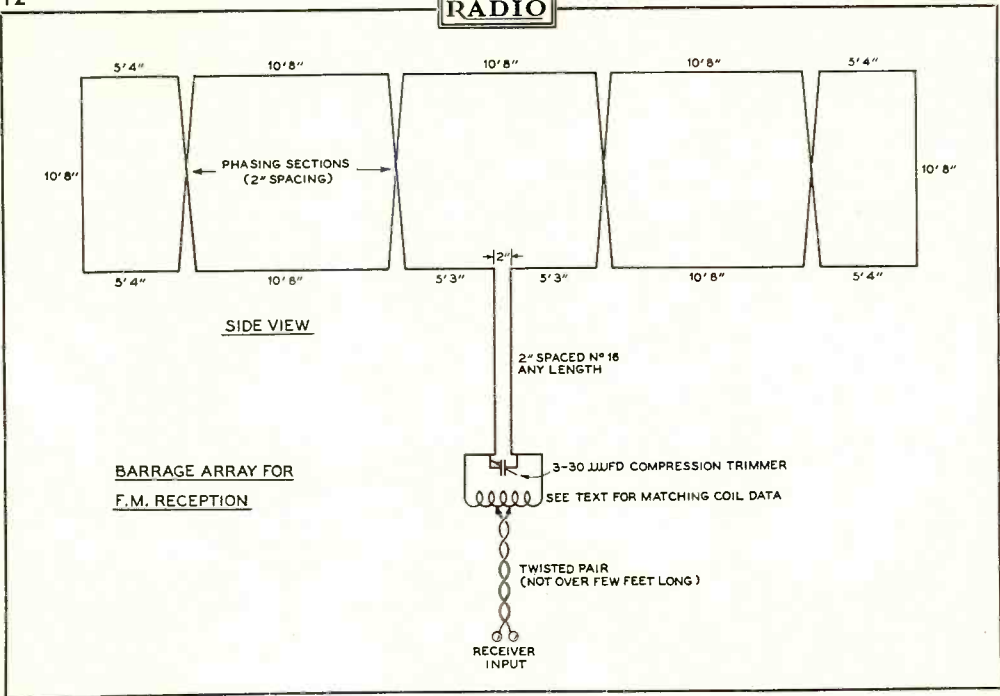 RADIO
5'4" 10'8" 10'8" 10'8" 5'4"
PHASING SECTIONS
(2" SPACING)
10'8"
10'8"
2"
5'4" 10'8" 5'3" 5'3" 10'8" 5'4"
SIDE VIEW
2" SPACED Nº 16
ANY LENGTH
BARRAGE ARRAY FOR
F.M. RECEPTION
3-30 µµFD COMPRESSION TRIMMER
SEE TEXT FOR MATCHING COIL DATA
TWISTED PAIR
(NOT OVER FEW FEET LONG)
RECEIVER
INPUT